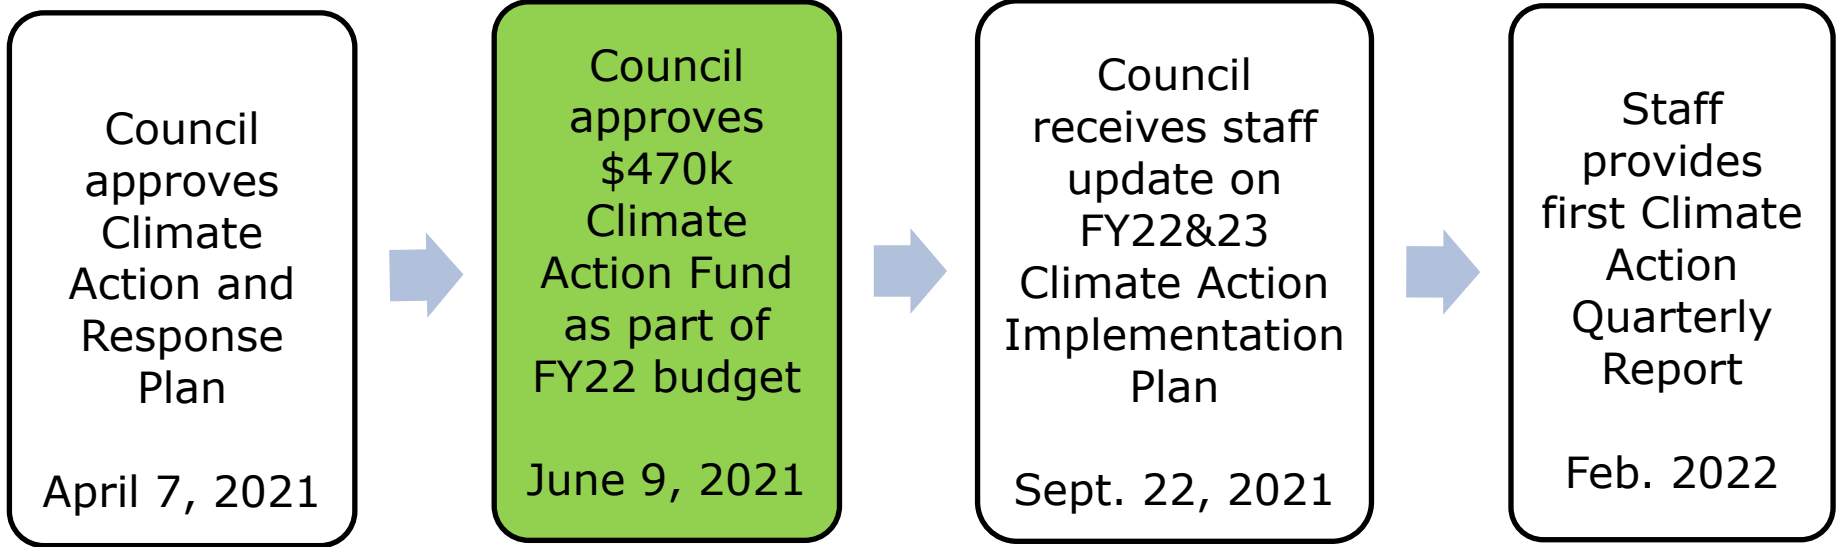 Council
approves
Climate
Action and
Response
Plan
April 7, 2021
Council
approves
$470k
Climate
Action Fund
as part of
FY22 budget
June 9, 2021
Council
receives staff
update on
FY22&23
Climate Action
Implementation
Plan
Sept. 22, 2021
Staff
provides
first Climate
Action
Quarterly
Report
Feb. 2022